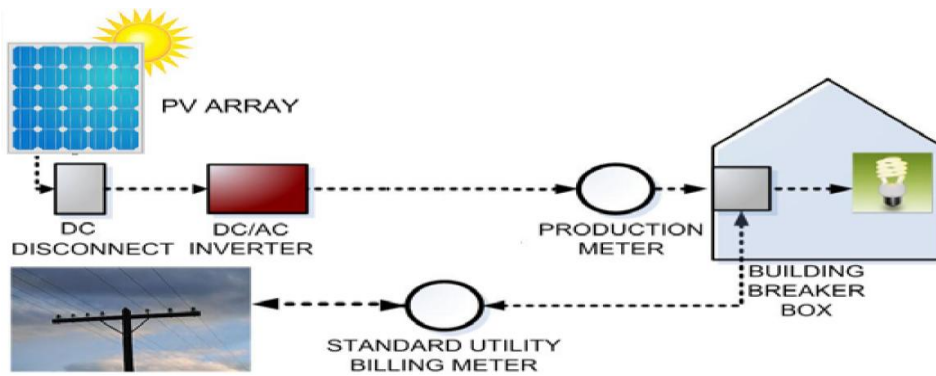 PV ARRAY
DC
DISCONNECT
DC/AC
INVERTER
PRODUCTION
METER
BUILDING
BREAKER
BOX
STANDARD UTILITY
BILLING METER